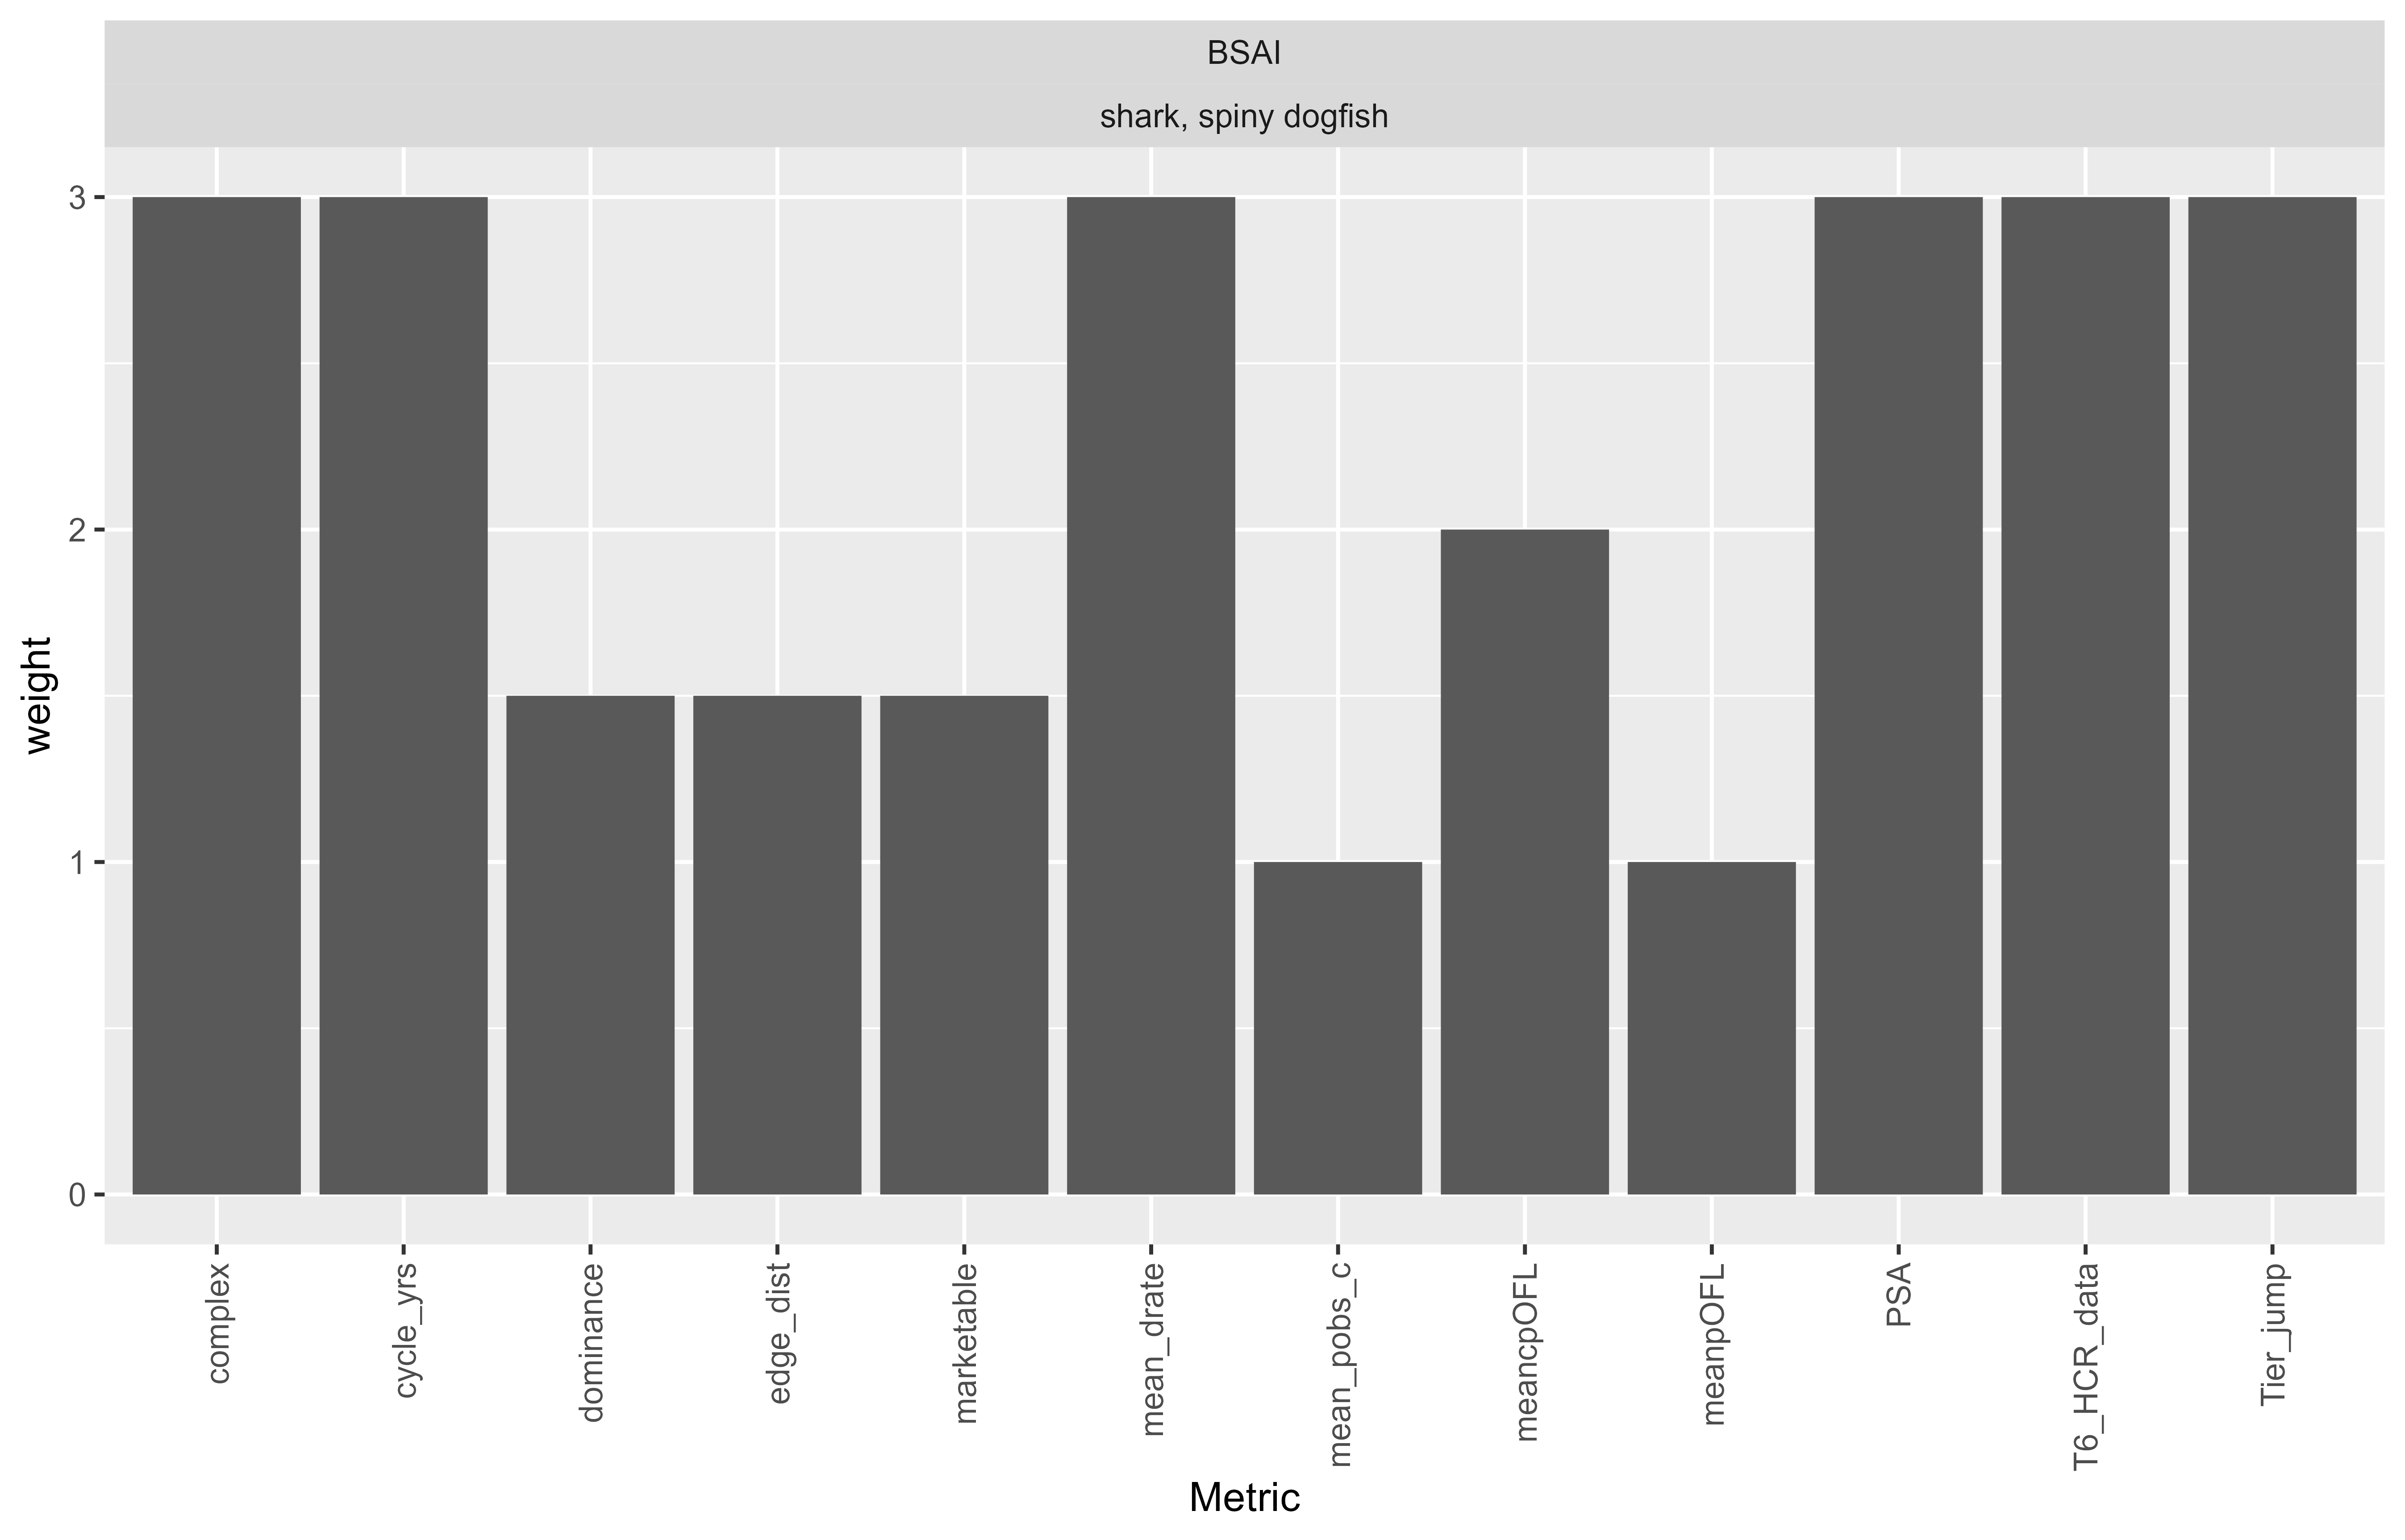 BSAI
shark, spiny dogfish
3
2
1
0
weight
complex
cycle_yrs
dominance
edge_dist
marketable
mean_drate
mean_pobs_c
meancpOFL
meanpOFL
PSA
T6_HCR_data
Tier_jump
Metric